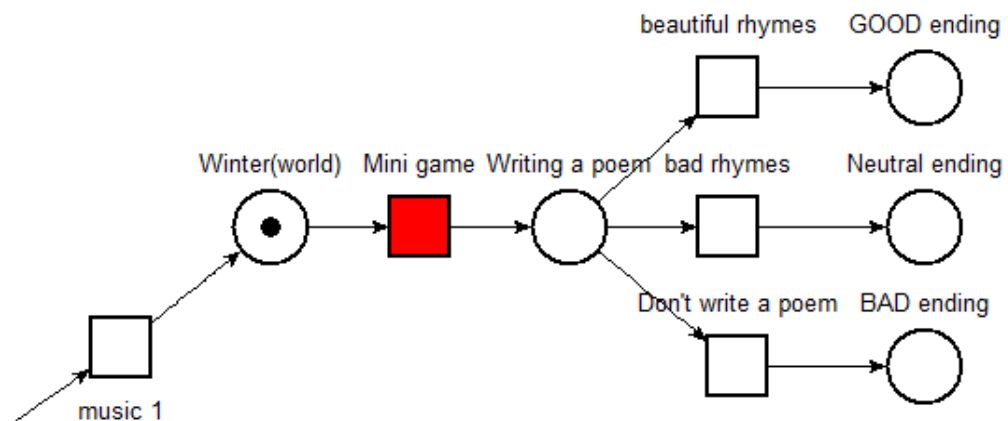 beautiful rhymes GOOD ending
Winter(world) Mini game Writing a poem bad rhymes Neutral ending
Don't write a poem BAD ending
music 1